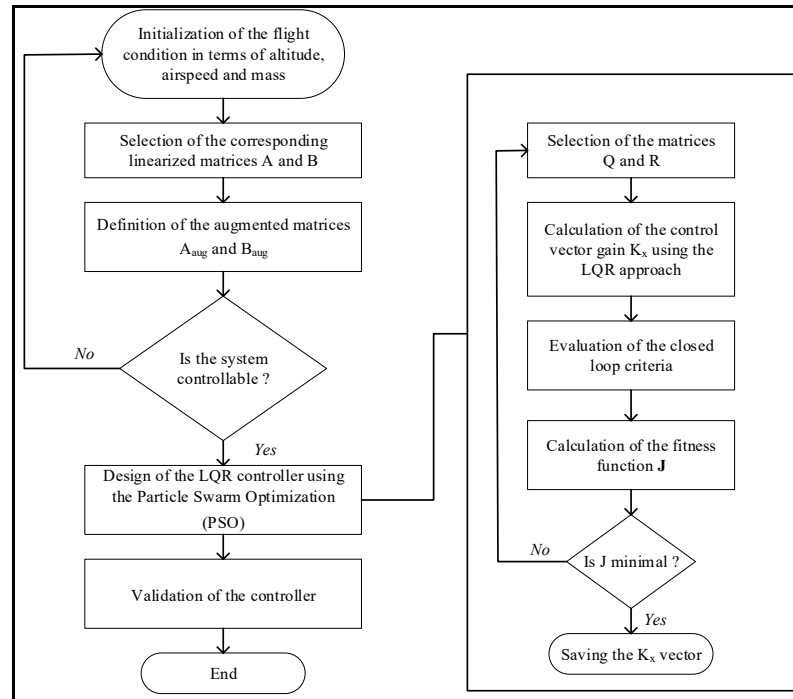 Initialization of the flight
condition in terms of altitude,
airspeed and mass
Selection of the corresponding
linearized matrices A and B
Definition of the augmented matrices
Aaug and Baug
No
Is the system
controllable ?
Yes
Design of the LQR controller using
the Particle Swarm Optimization
(PSO)
Validation of the controller
End
Selection of the matrices
Q and R
Calculation of the control
vector gain Kx using the
LQR approach
Evaluation of the closed
loop criteria
Calculation of the fitness
function J
No
Is J minimal ?
Yes
Saving the Kx vector